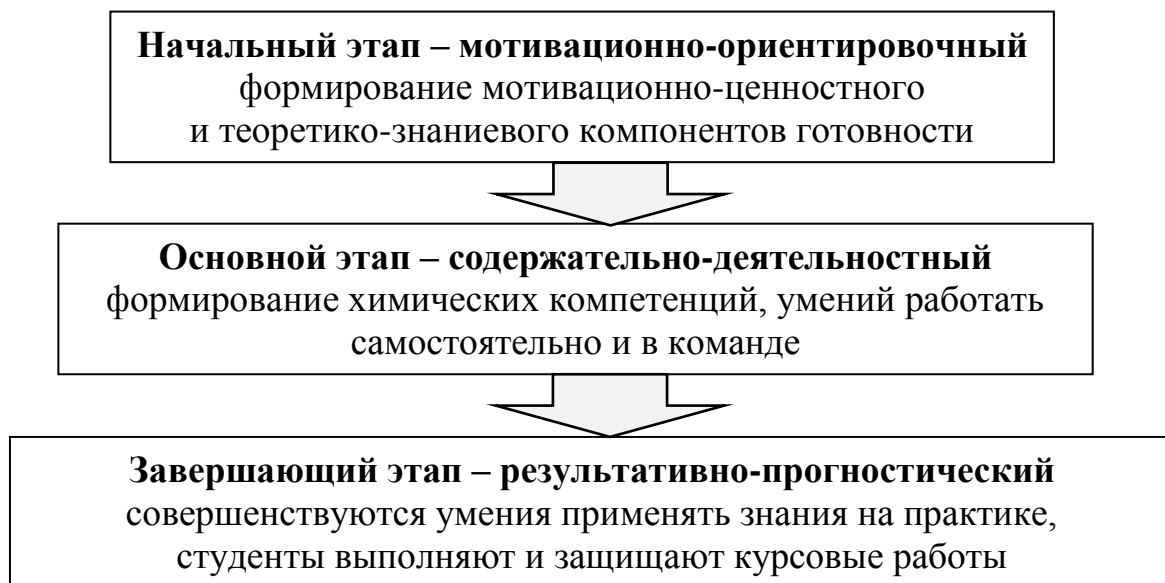 Начальный этап – мотивационно-ориентировочный
формирование мотивационно-ценностного
и теоретико-знаниевого компонентов готовности
Основной этап – содержательно-деятельностный
формирование химических компетенций, умений работать
самостоятельно и в команде
Завершающий этап – результативно-прогностический
совершенствуются умения применять знания на практике,
студенты выполняют и защищают курсовые работы